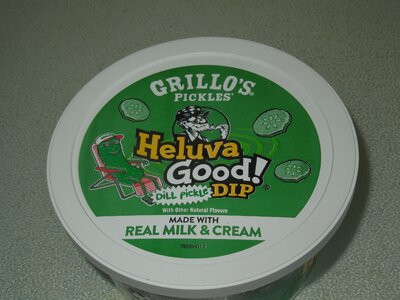 GRILLO'S
PICKLES
Heluva
Good!®
Dill Pickle DIP
With Other Natural Flavors
MADE WITH
REAL MILK & CREAM